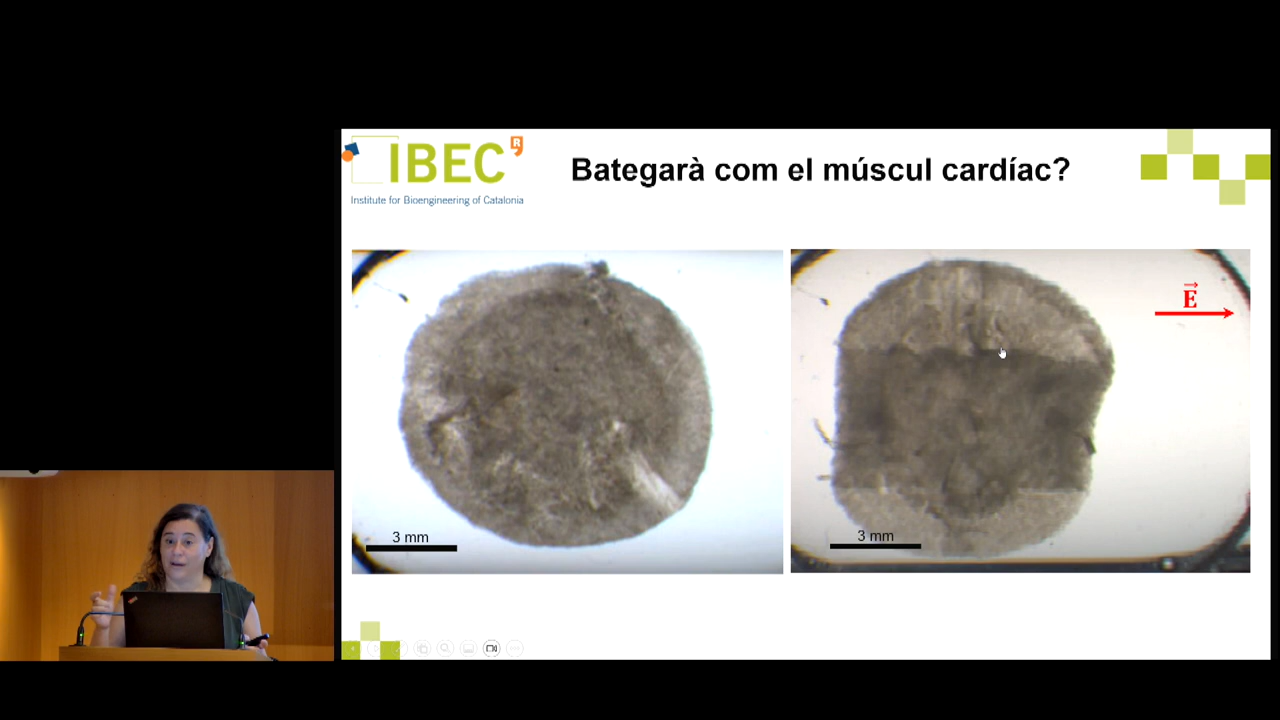 IBEC
R
Institute for Bioengineering of Catalonia
Bategarà com el múscul cardíac?
3 mm
3 mm
E